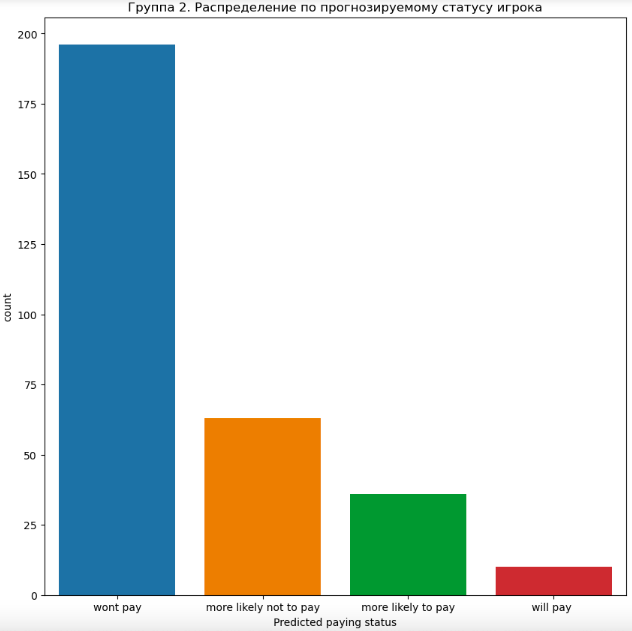 Группа 2. Распределение по прогнозируемому статусу игрока
200
175
150
125
100
75
50
25
0
count
wont pay
more likely not to pay
more likely to pay
will pay
Predicted paying status